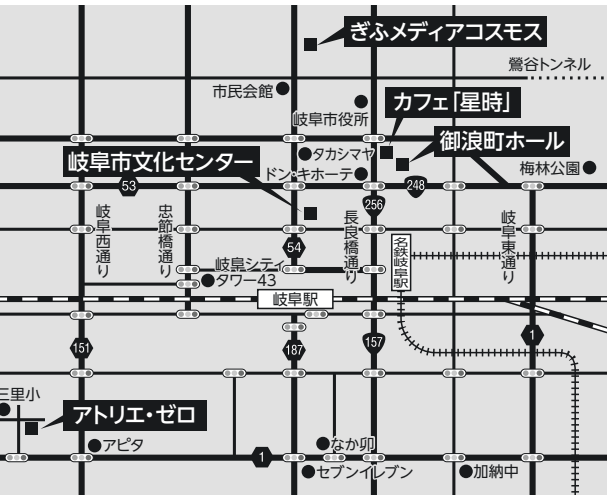 ぎふメディアコスモス
鶯谷トンネル
市民会館
岐阜市役所
カフェ「星時」
御浪町ホール
岐阜市文化センター
タカシマヤ
梅林公園
ドン・キホーテ
53
248
256
岐阜西通り
忠節橋通り
長良橋通り
岐阜東通り
54
名鉄岐阜駅
岐阜シティ
タワー43
岐阜駅
151
187
157
1
三里小
アトリエ・ゼロ
アピタ
1
なか卯
セブンイレブン
加納中